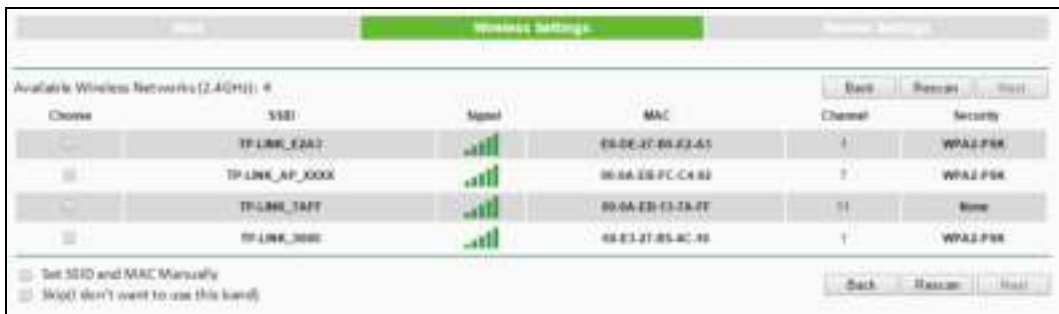 Wireless Settings
Available Wireless Networks (2.4GHz): 4
Back Rescan Next
Choose SSID Signal MAC Channel Security
TP-LINK_E2A3 1 WPA2-PSK
TP-LINK_AP_XXXX 7 WPA2-PSK
TP-LINK_7AFF 11 None
1 WPA2-PSK
Set SSID and MAC Manually
Skip(I don't want to use this band)
Back Rescan Next